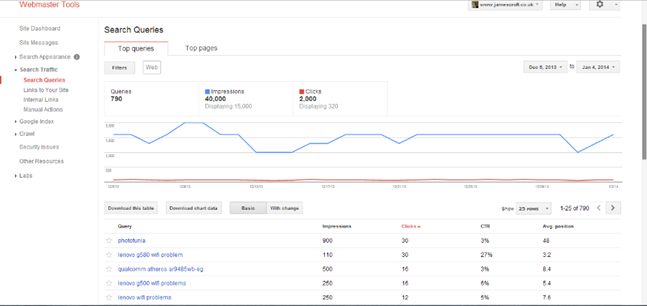 Webmaster Tools
www.jamescroft.co.uk
Help
Site Dashboard
Site Messages
Search Appearance
Search Traffic
Search Queries
Links to Your Site
Internal Links
Manual Actions
Google Index
Crawl
Security Issues
Other Resources
Labs
Search Queries
Top queries
Top pages
Filters
Web
Dec 5, 2013
to
Jan 4, 2014
Queries
790
Impressions
40,000
Displaying 15,000
Clicks
2,000
Displaying 320
Download this table
Download chart data
Basic
With change
Show
25 rows
1-25 of 790
Query Impressions Clicks CTR Avg. position
photofunia 900 30 3% 48
lenovo g580 wifi problem 110 30 27% 3.2
qualcomm atheros ar9485wb-eg 500 16 3% 8.4
lenovo g500 wifi problems 250 16 6% 5.4
lenovo wifi problems 250 12 5% 7.6